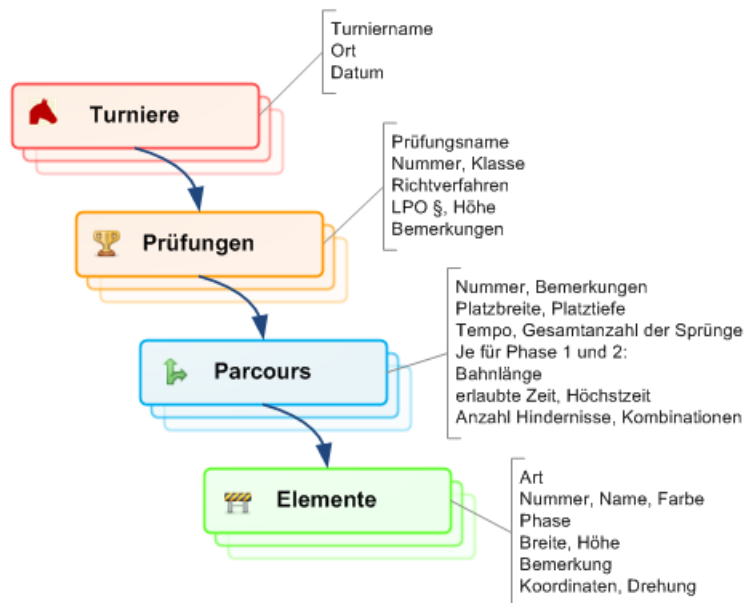 Turniername
Ort
Datum
Turniere
Prüfungsname
Nummer, Klasse
Richtverfahren
LPO §, Höhe
Bemerkungen
Prüfungen
Nummer, Bemerkungen
Platzbreite, Platztiefe
Tempo, Gesamtanzahl der Sprünge
Je für Phase 1 und 2:
Bahnlänge
erlaubte Zeit, Höchstzeit
Anzahl Hindernisse, Kombinationen
Parcours
Art
Nummer, Name, Farbe
Phase
Breite, Höhe
Bemerkung
Koordinaten, Drehung
Elemente